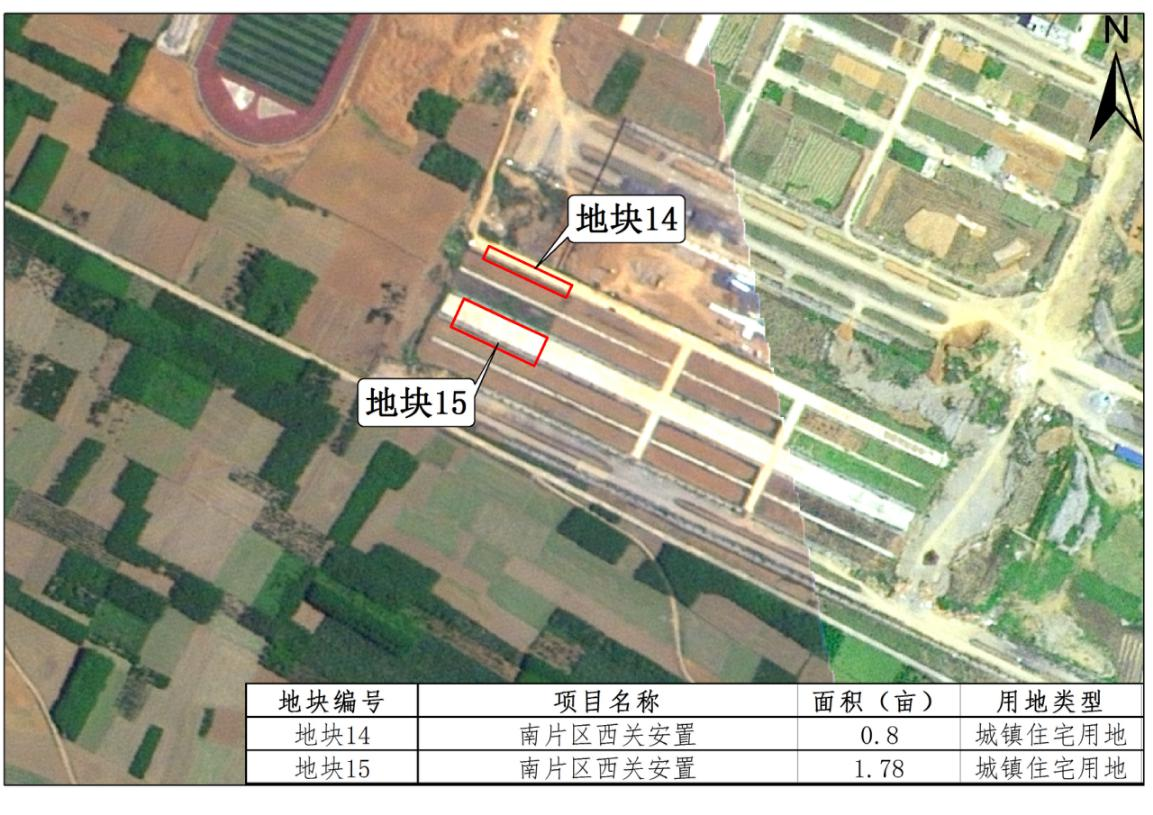 N
地块14
地块15
地块编号 项目名称 面积（亩） 用地类型
地块14 南片区西关安置 0.8 城镇住宅用地
地块15 南片区西关安置 1.78 城镇住宅用地